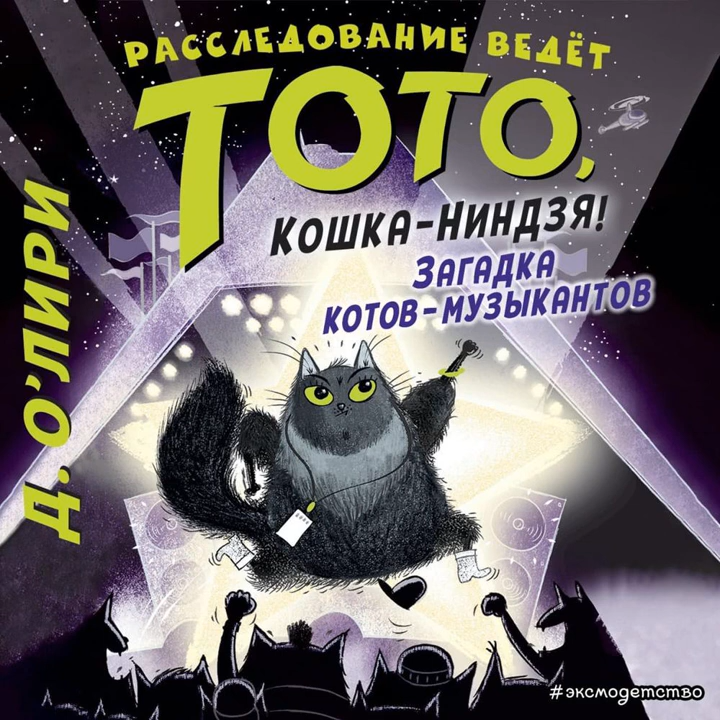 РАССЛЕДОВАНИЕ ВЕДЁТ
ТОТО,
КОШКА-НИНДЗЯ!
ЗАГАДКА
КОТОВ-МУЗЫКАНТОВ
Д. О'ЛИРИ
#эксмодетство